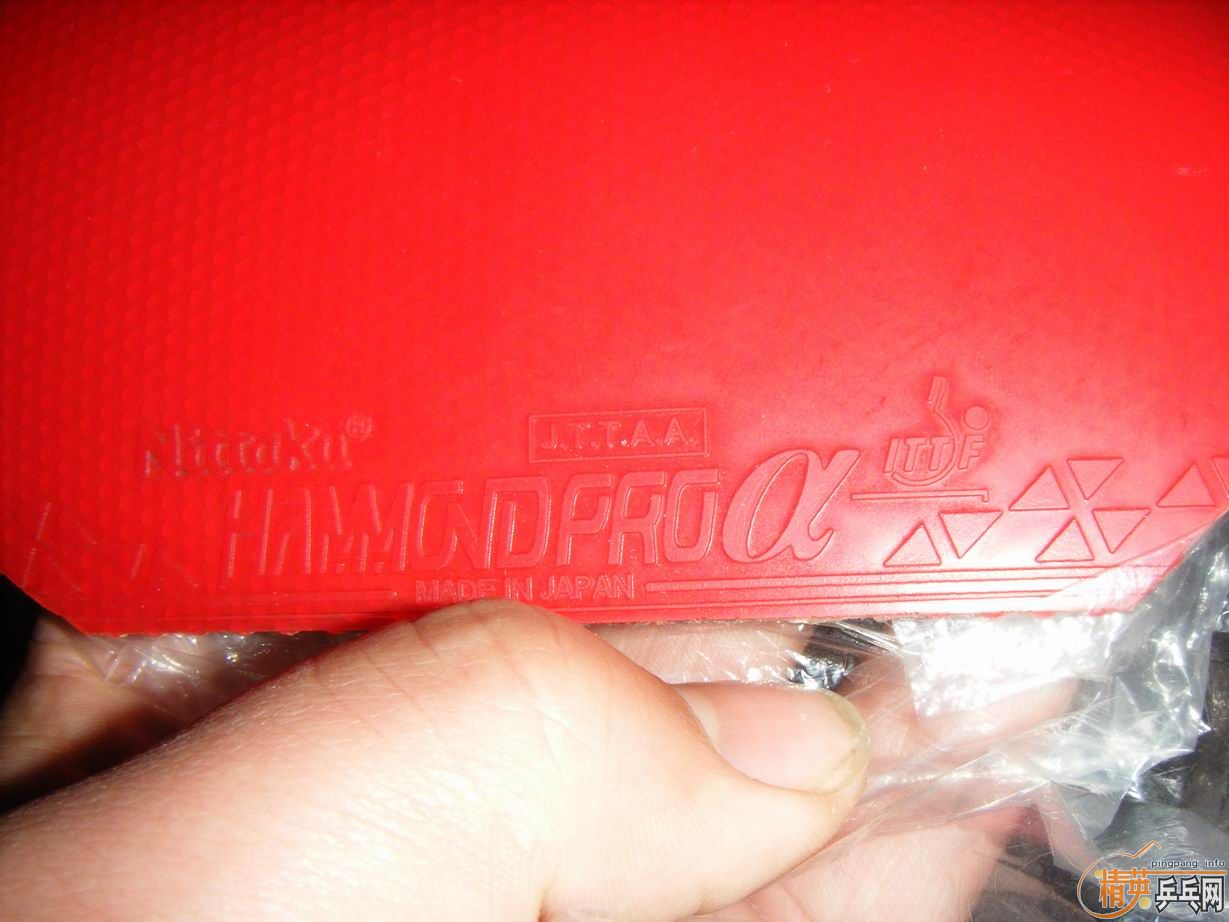 Nittaku®
J.T.T.A.A.
ITTF
HAMMOND PRO α
MADE IN JAPAN
pingpang.info
精英乒乓网